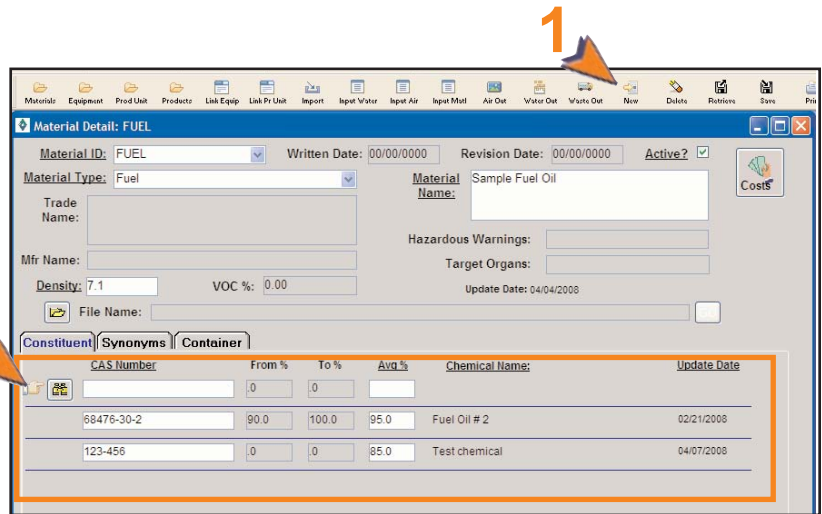 1
Materials Equipment Prod Unit Products Link Equip Link Pr Unit Import Input Water Input Air Input Matl Air Out Water Out Waste Out New Delete Retrieve Save Pri
Material Detail: FUEL
Material ID: FUEL Written Date: 00/00/0000 Revision Date: 00/00/0000 Active?
Material Type: Fuel Material Name: Sample Fuel Oil Costs
Trade Name:
Hazardous Warnings:
Mfr Name: Target Organs:
Density: 7.1 VOC %: 0.00 Update Date: 04/04/2008
File Name:
Constituent Synonyms Container
CAS Number From % To % Avg % Chemical Name: Update Date
.0 .0
68476-30-2 90.0 100.0 95.0 Fuel Oil # 2 02/21/2008
123-456 .0 .0 85.0 Test chemical 04/07/2008